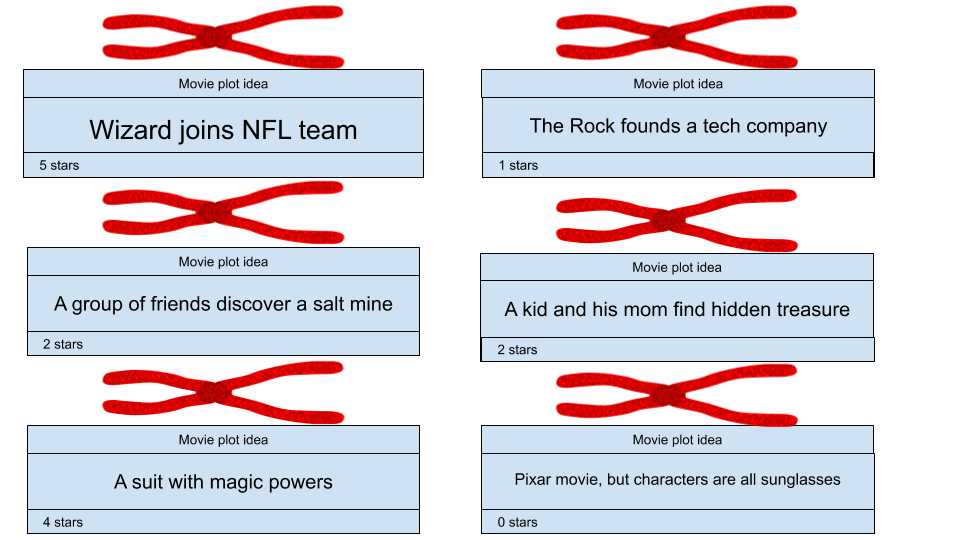 Movie plot idea
Wizard joins NFL team
5 stars
Movie plot idea
The Rock founds a tech company
1 stars
Movie plot idea
A group of friends discover a salt mine
2 stars
Movie plot idea
A kid and his mom find hidden treasure
2 stars
Movie plot idea
A suit with magic powers
4 stars
Movie plot idea
Pixar movie, but characters are all sunglasses
0 stars